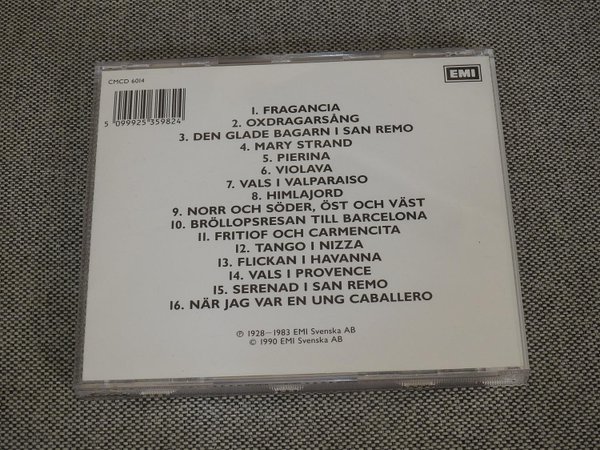 CMCD 6014
EMI
5 099925 359824
1. FRAGANCIA
2. OXDRAGARSÅNG
3. DEN GLADE BAGARN I SAN REMO
4. MARY STRAND
5. PIERINA
6. VIOLAVA
7. VALS I VALPARAISO
8. HIMLAJORD
9. NORR OCH SÖDER, ÖST OCH VÄST
10. BRÖLLOPSRESAN TILL BARCELONA
11. FRITIOF OCH CARMENCITA
12. TANGO I NIZZA
13. FLICKAN I HAVANNA
14. VALS I PROVENCE
15. SERENAD I SAN REMO
16. NÄR JAG VAR EN UNG CABALLERO
℗ 1928–1983 EMI Svenska AB
© 1990 EMI Svenska AB